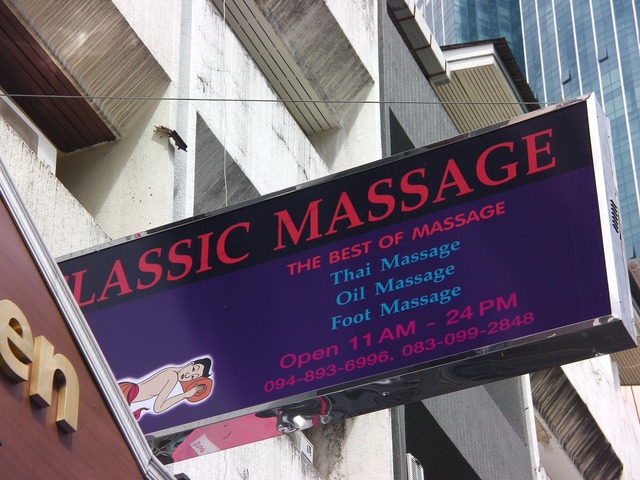 LASSIC MASSAGE
THE BEST OF MASSAGE
Thai Massage
Oil Massage
Foot Massage
Open 11 AM - 24 PM
094-893-6996, 083-099-2848
en